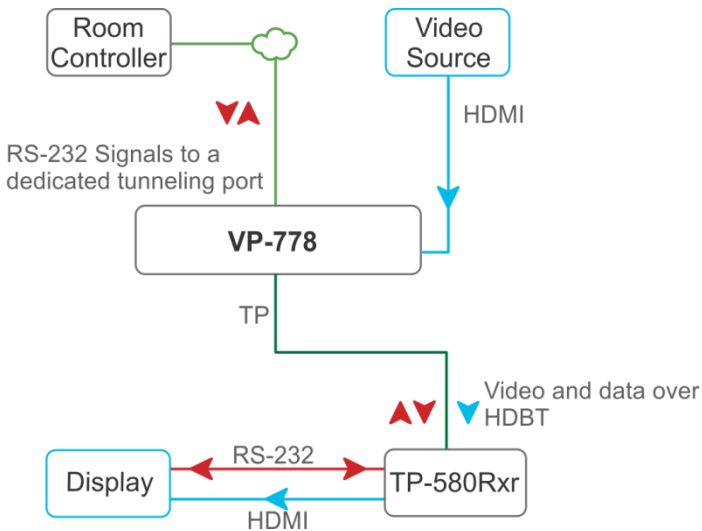 Room
Controller
Video
Source
HDMI
RS-232 Signals to a
dedicated tunneling port
VP-778
TP
Video and data over
HDBT
RS-232
Display
TP-580Rxr
HDMI